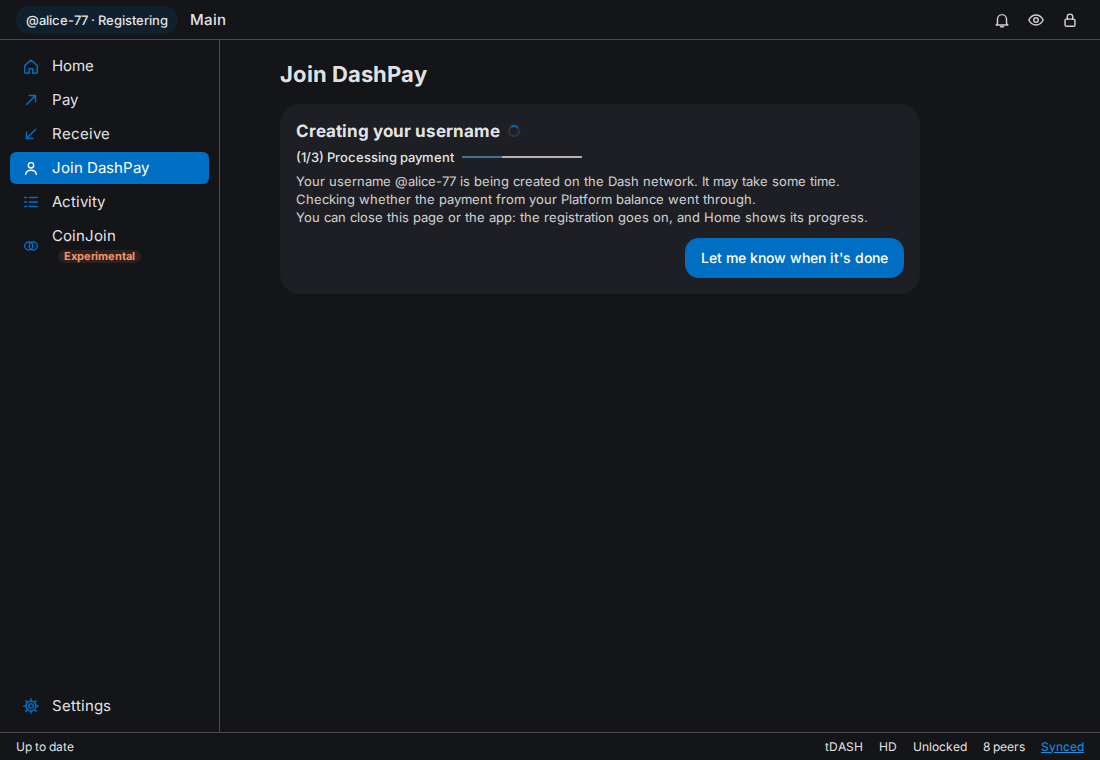 @alice-77 · Registering
Main
Home
Pay
Receive
Join DashPay
Activity
CoinJoin
Experimental
Settings
Join DashPay
Creating your username
(1/3) Processing payment
Your username @alice-77 is being created on the Dash network. It may take some time.
Checking whether the payment from your Platform balance went through.
You can close this page or the app: the registration goes on, and Home shows its progress.
Let me know when it's done
Up to date
tDASH
HD
Unlocked
8 peers
Synced